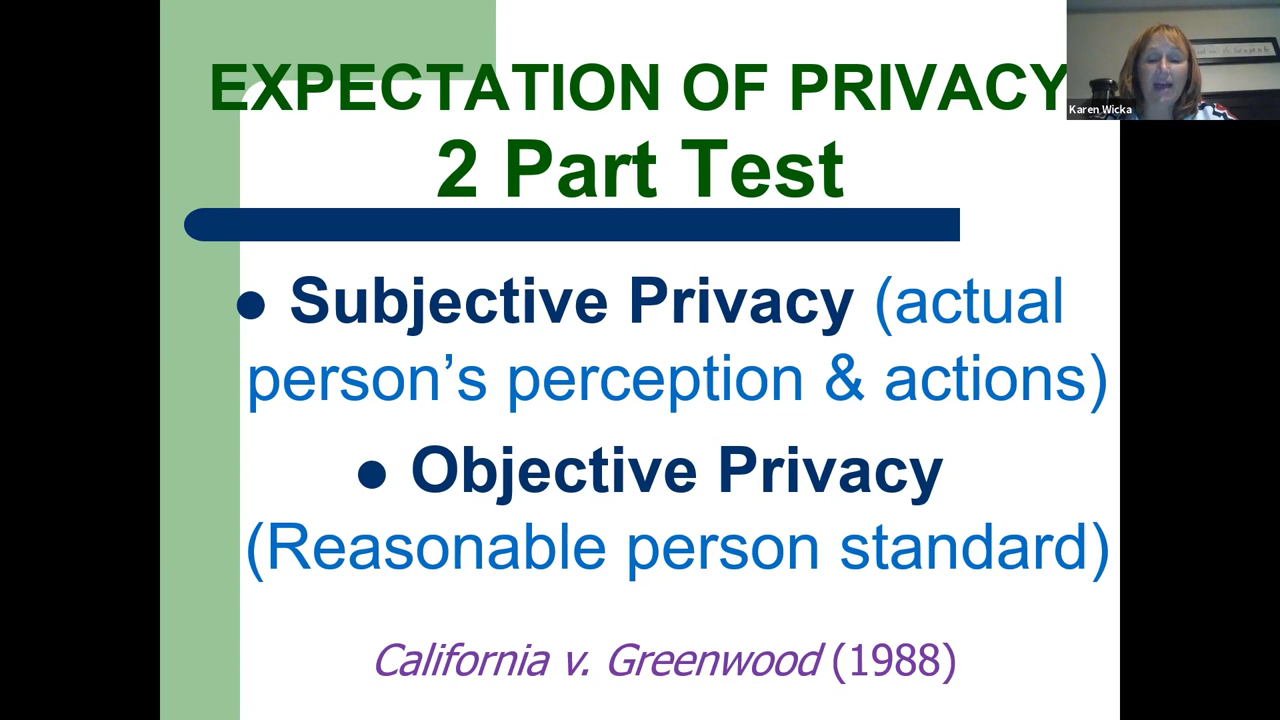 EXPECTATION OF PRIVACY
2 Part Test
● Subjective Privacy (actual
person’s perception & actions)
● Objective Privacy
(Reasonable person standard)
California v. Greenwood (1988)
Karen Wicka